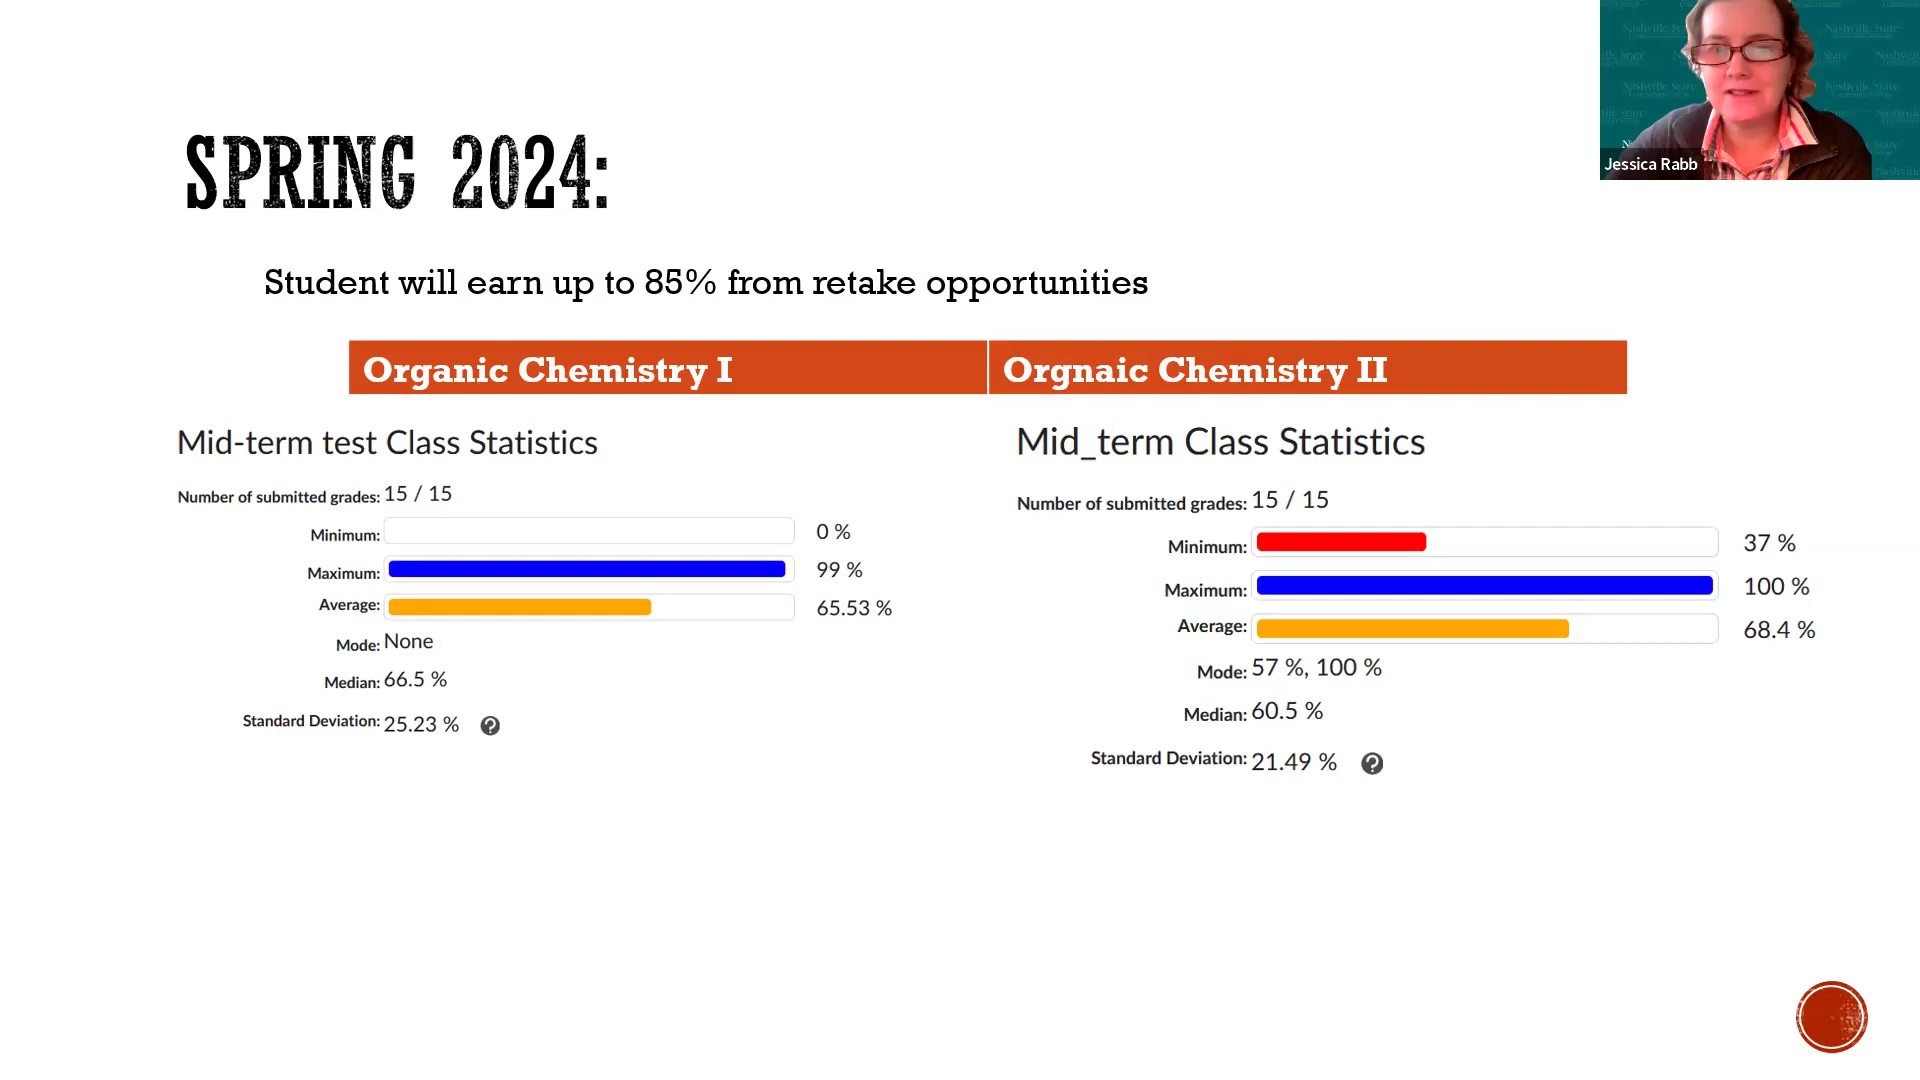 SPRING 2024:
Student will earn up to 85% from retake opportunities
Organic Chemistry I
Orgnaic Chemistry II
Mid-term test Class Statistics
Number of submitted grades: 15 / 15
Minimum: 0 %
Maximum: 99 %
Average: 65.53 %
Mode: None
Median: 66.5 %
Standard Deviation: 25.23 % ?
Mid_term Class Statistics
Number of submitted grades: 15 / 15
Minimum: 37 %
Maximum: 100 %
Average: 68.4 %
Mode: 57 %, 100 %
Median: 60.5 %
Standard Deviation: 21.49 % ?
Nashville State
Jessica Rabb